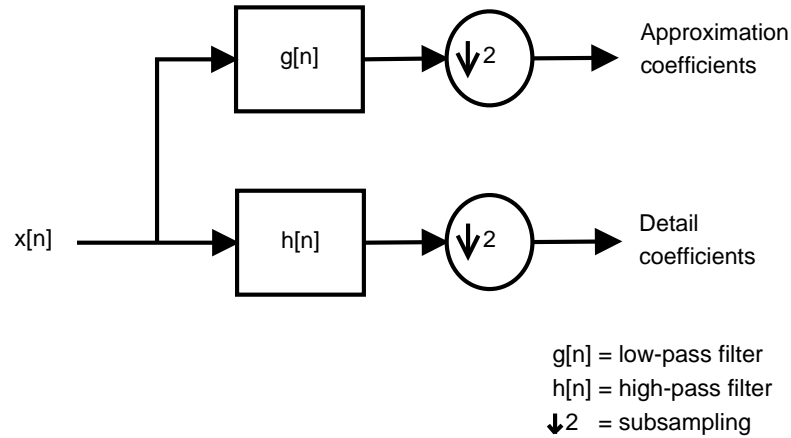 g[n]
↓2
Approximation
coefficients
x[n]
h[n]
↓2
Detail
coefficients
g[n] = low-pass filter
h[n] = high-pass filter
↓2 = subsampling